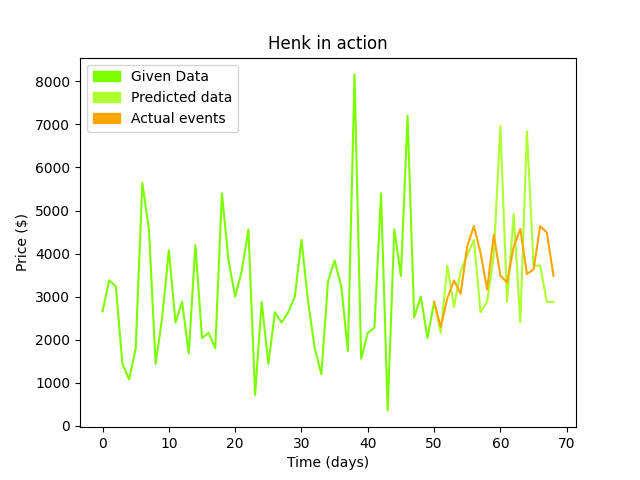 Henk in action
Given Data
Predicted data
Actual events
8000
7000
6000
5000
4000
3000
2000
1000
0
Price ($)
0 10 20 30 40 50 60 70
Time (days)